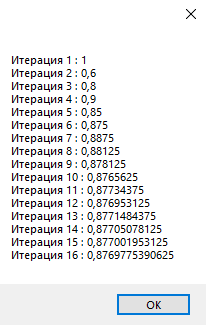 Итерация 1 : 1
Итерация 2 : 0,6
Итерация 3 : 0,8
Итерация 4 : 0,9
Итерация 5 : 0,85
Итерация 6 : 0,875
Итерация 7 : 0,8875
Итерация 8 : 0,88125
Итерация 9 : 0,878125
Итерация 10 : 0,8765625
Итерация 11 : 0,87734375
Итерация 12 : 0,876953125
Итерация 13 : 0,8771484375
Итерация 14 : 0,87705078125
Итерация 15 : 0,877001953125
Итерация 16 : 0,8769775390625
OK